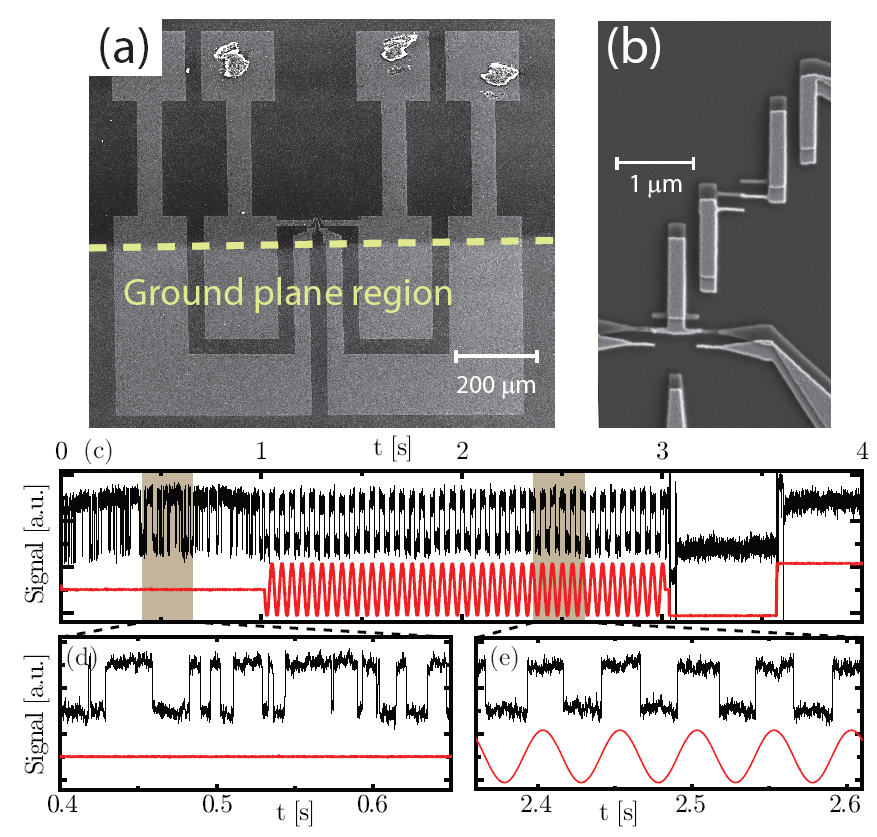 (a)
Ground plane region
200 μm
(b)
1 μm
0 (c) 1 t [s] 2 3 4
Signal [a.u.]
(d)
Signal [a.u.]
0.4 0.5 t [s] 0.6
(e)
2.4 t [s] 2.5 2.6